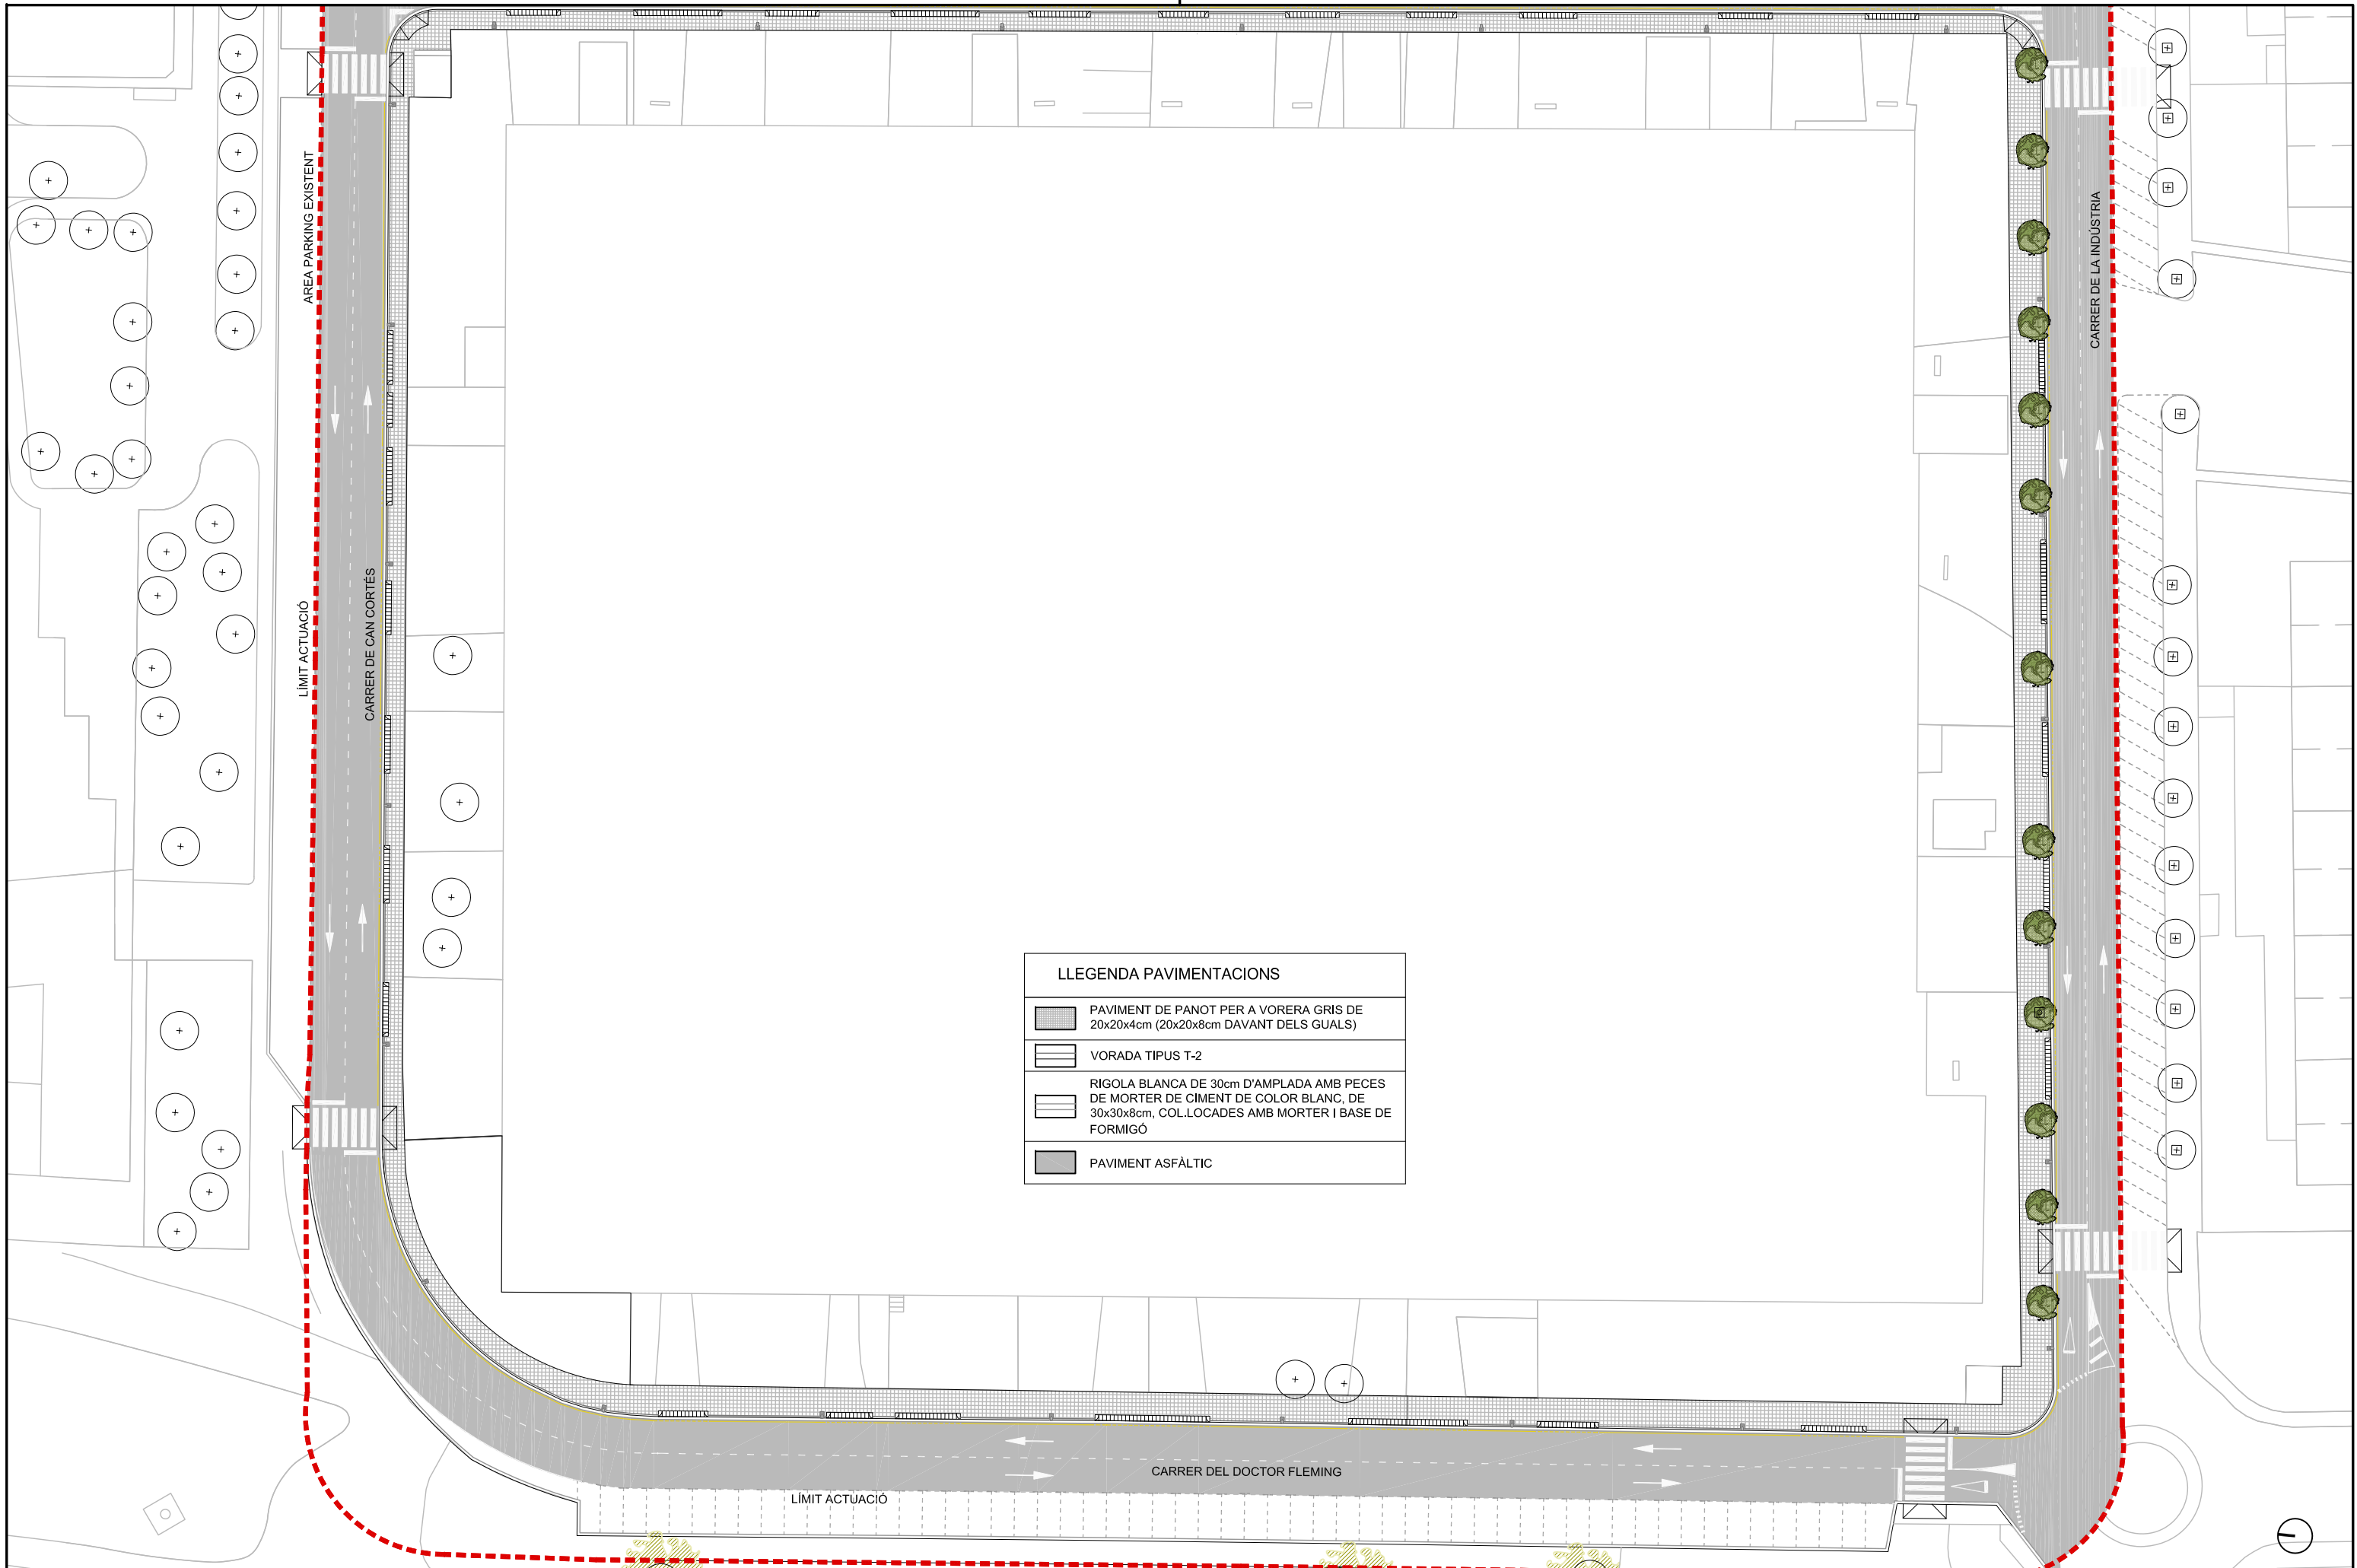 AREA PARKING EXISTENT
CARRER DE LA INDÚSTRIA
LÍMIT ACTUACIÓ
CARRER DE CAN CORTÉS
LLEGENDA PAVIMENTACIONS
PAVIMENT DE PANOT PER A VORERA GRIS DE
20x20x4cm (20x20x8cm DAVANT DELS GUALS)
VORADA TIPUS T-2
RIGOLA BLANCA DE 30cm D'AMPLADA AMB PECES
DE MORTER DE CIMENT DE COLOR BLANC, DE
30x30x8cm, COL.LOCADES AMB MORTER I BASE DE
FORMIGÓ
PAVIMENT ASFÀLTIC
CARRER DEL DOCTOR FLEMING
LÍMIT ACTUACIÓ